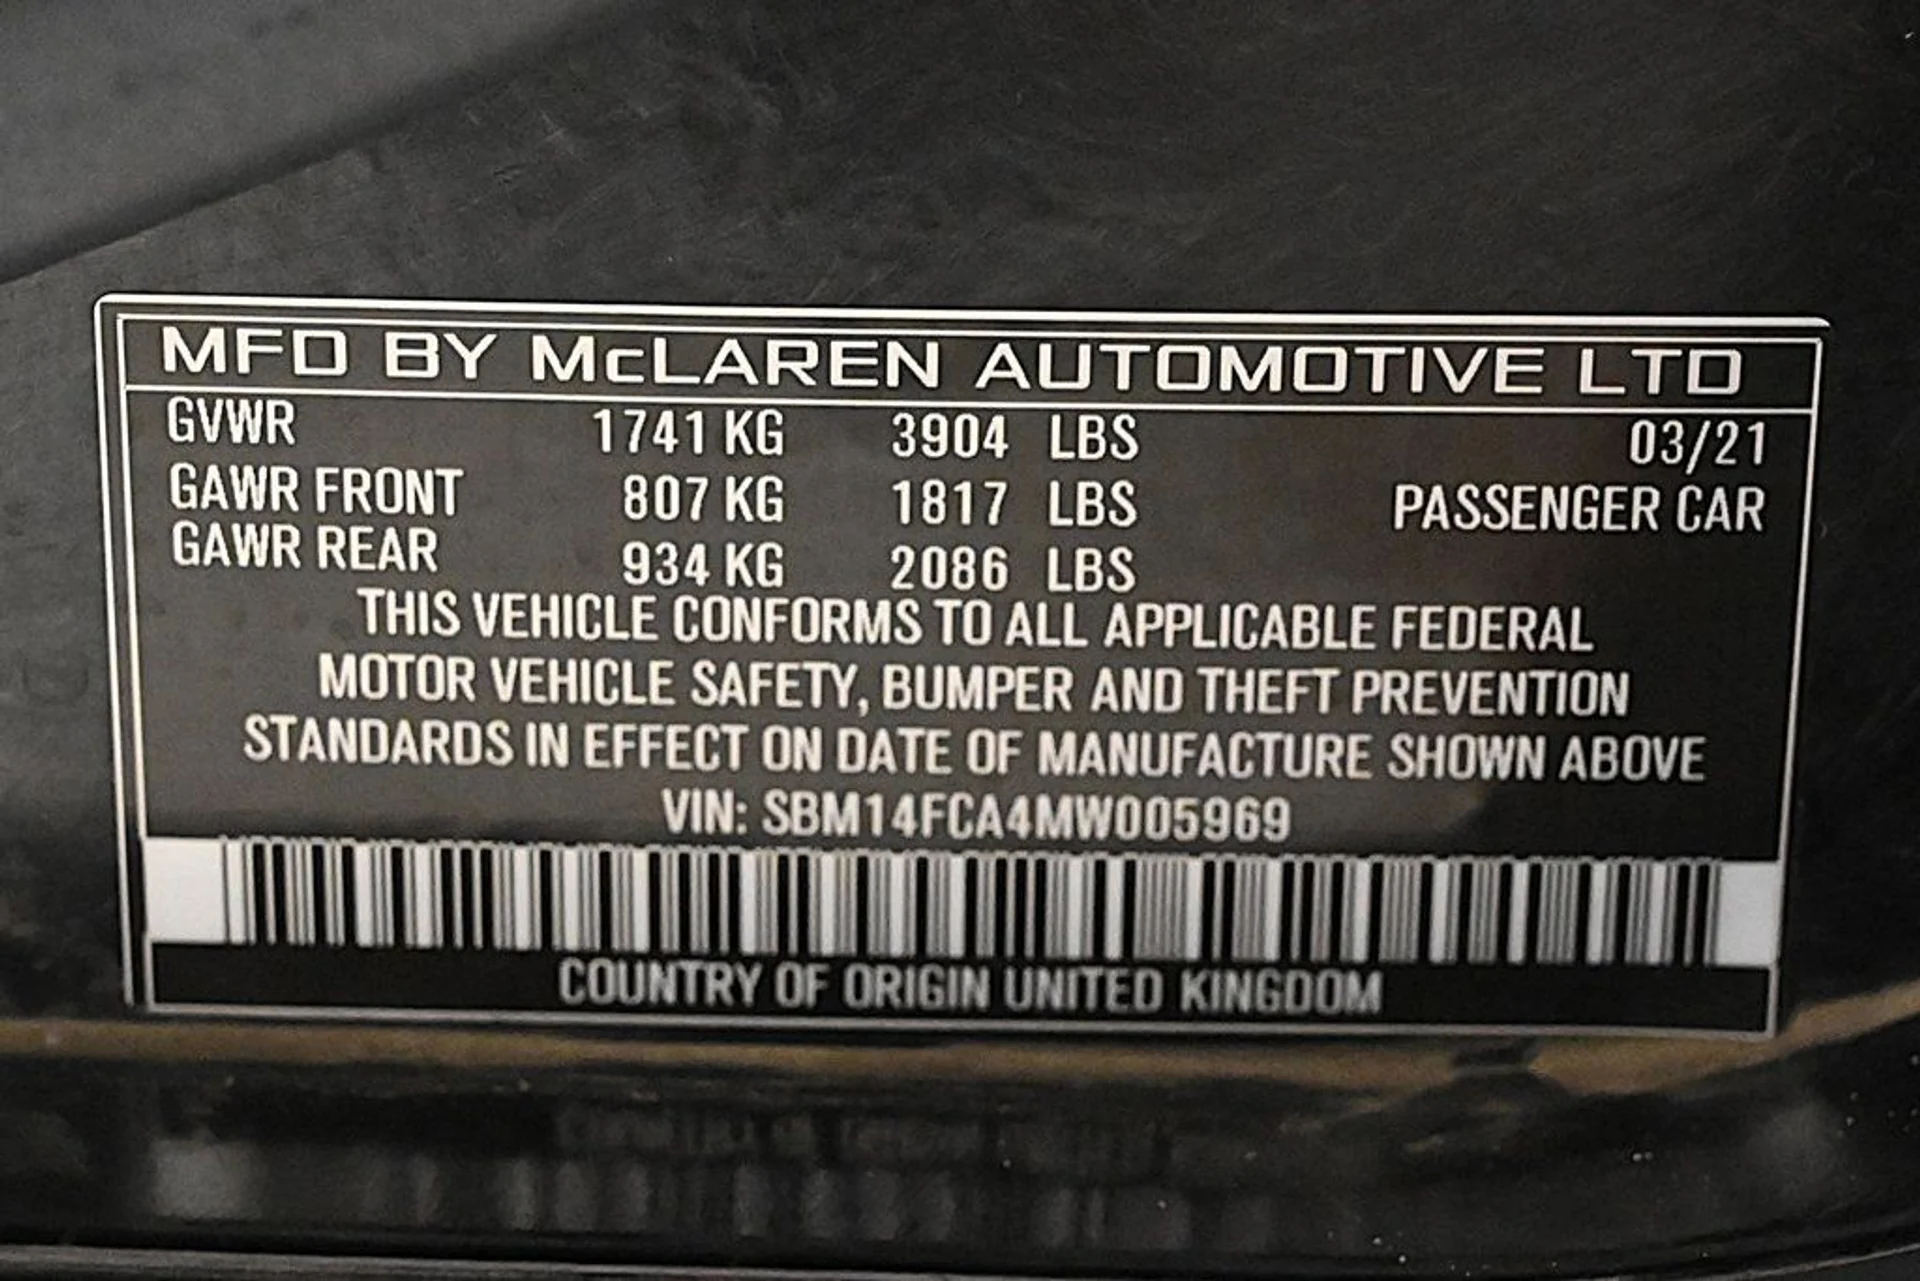 MFD BY McLAREN AUTOMOTIVE LTD
GVWR 1741 KG 3904 LBS 03/21
GAWR FRONT 807 KG 1817 LBS PASSENGER CAR
GAWR REAR 934 KG 2086 LBS
THIS VEHICLE CONFORMS TO ALL APPLICABLE FEDERAL
MOTOR VEHICLE SAFETY, BUMPER AND THEFT PREVENTION
STANDARDS IN EFFECT ON DATE OF MANUFACTURE SHOWN ABOVE
VIN: SBM14FCA4MW005969
COUNTRY OF ORIGIN UNITED KINGDOM